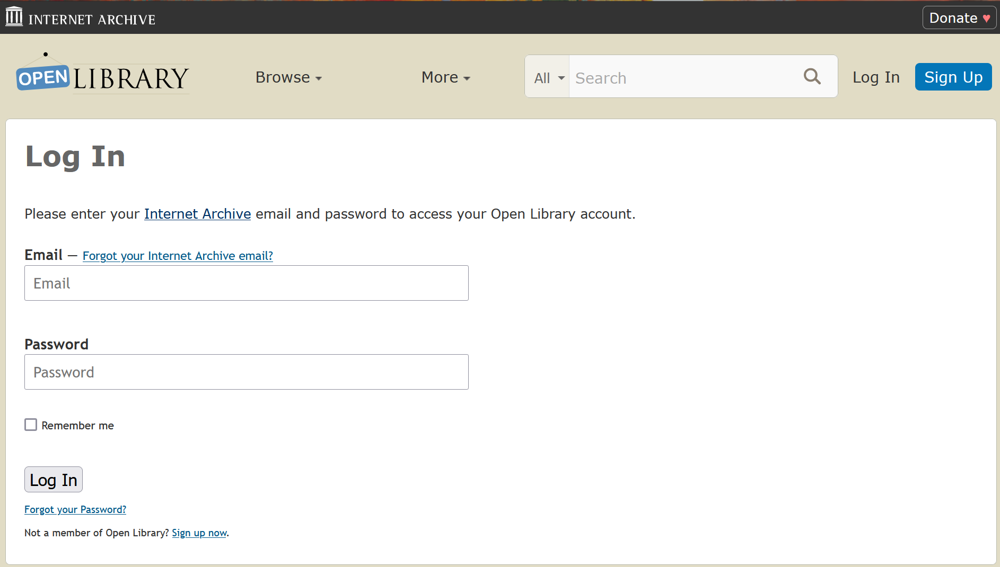 INTERNET ARCHIVE
Donate ♥
OPEN LIBRARY
Browse
More
All
Search
Log In
Sign Up
Log In
Please enter your Internet Archive email and password to access your Open Library account.
Email — Forgot your Internet Archive email?
Email
Password
Password
Remember me
Log In
Forgot your Password?
Not a member of Open Library? Sign up now.